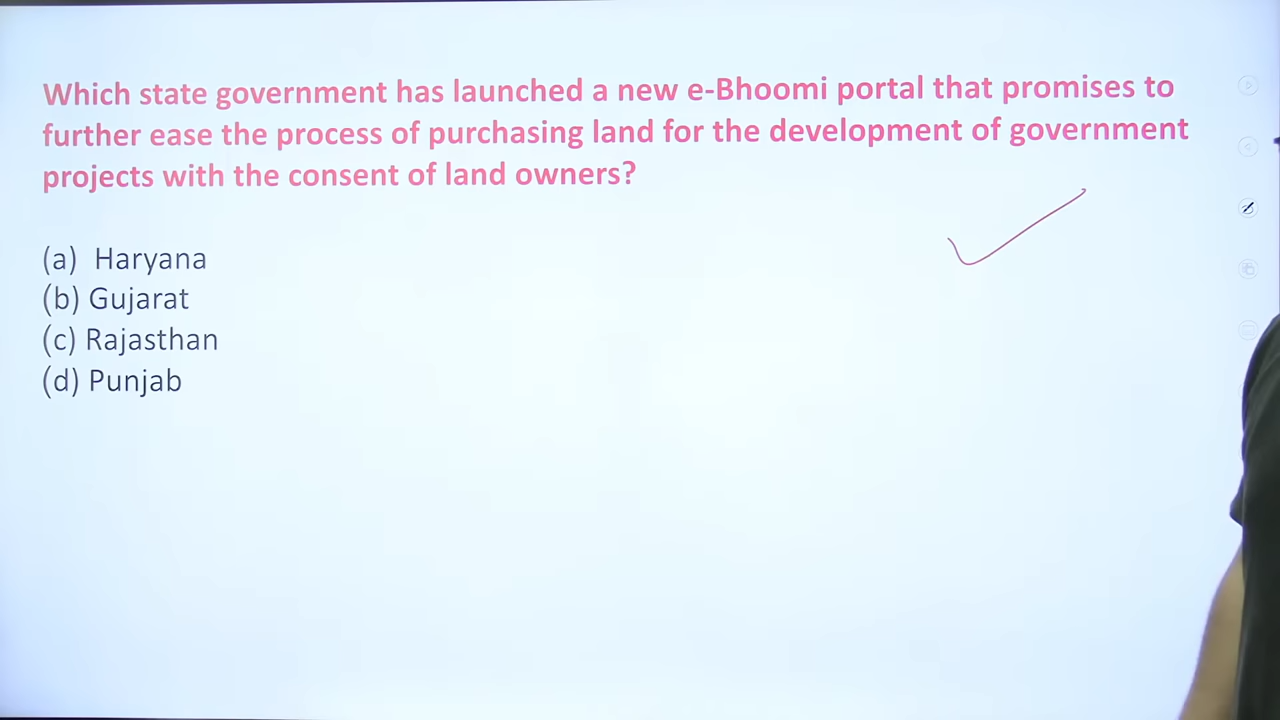 Which state government has launched a new e-Bhoomi portal that promises to
further ease the process of purchasing land for the development of government
projects with the consent of land owners?
(a) Haryana
(b) Gujarat
(c) Rajasthan
(d) Punjab